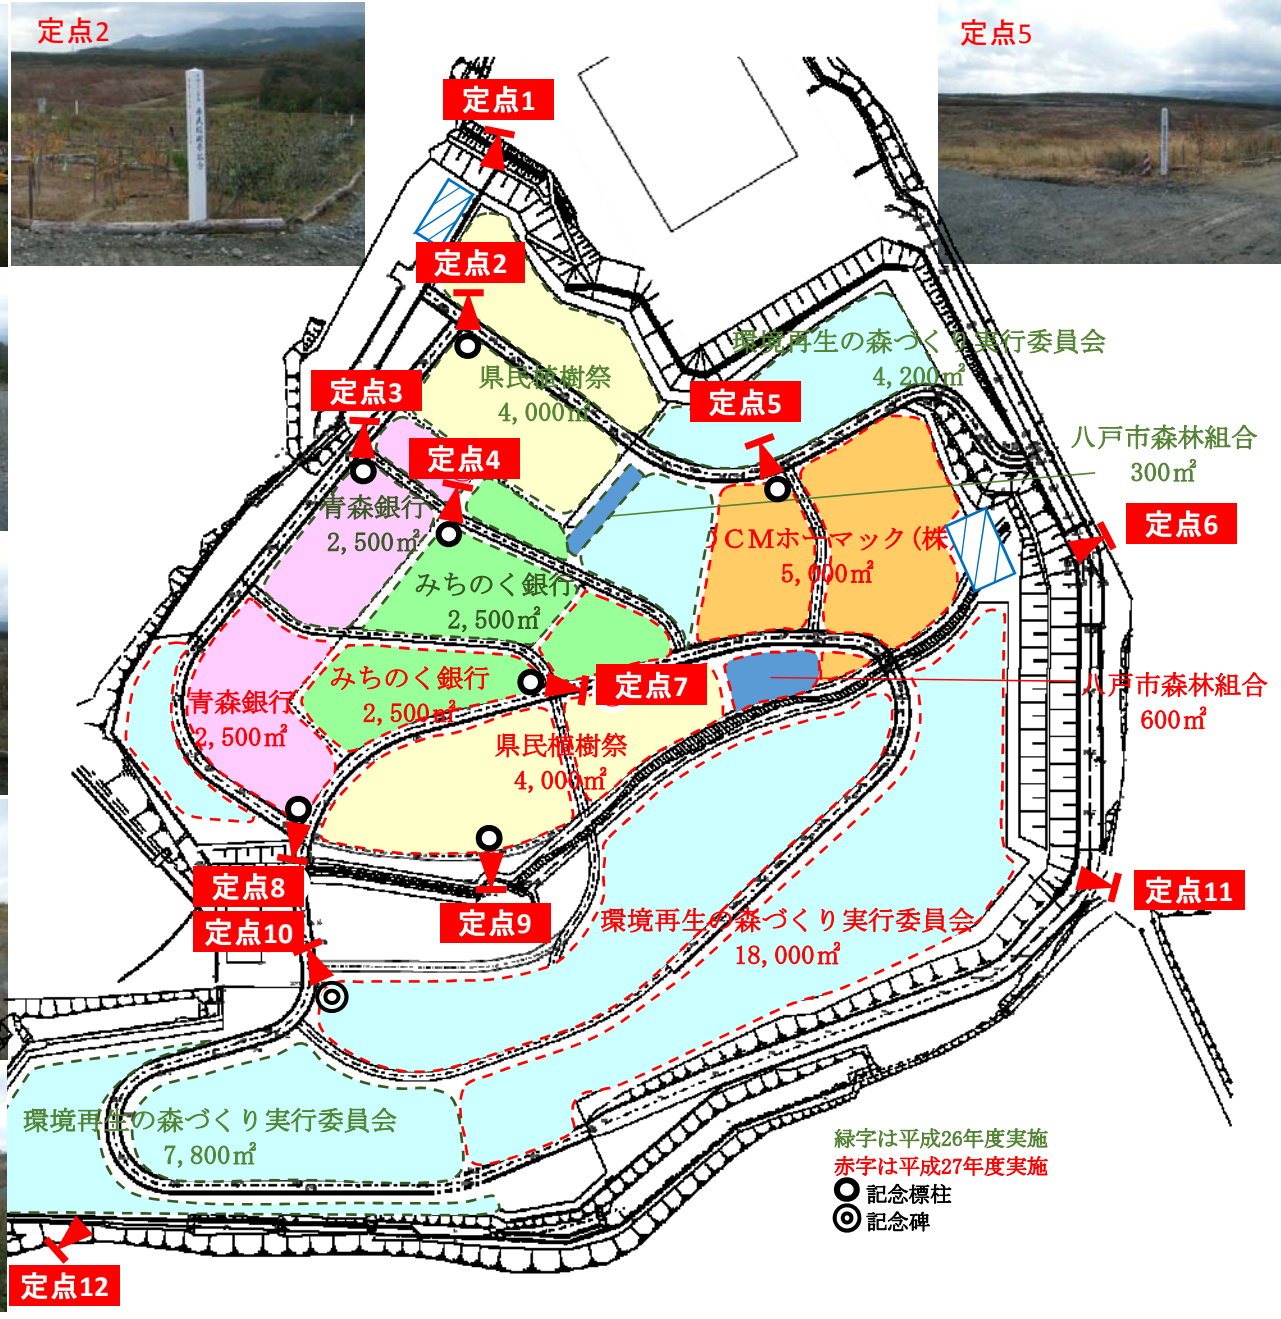 定点2
定点5
定点1
定点2
環境再生の森づくり実行委員会
4,200㎡
県民植樹祭
4,000㎡
定点3
定点5
定点4
八戸市森林組合
300㎡
青森銀行
2,500㎡
定点6
CMホーマック(株
5,000㎡
みちのく銀行
2,500㎡
みちのく銀行
2,500㎡
定点7
八戸市森林組合
600㎡
青森銀行
2,500㎡
県民植樹祭
4,000㎡
定点8
定点9
定点10
定点11
環境再生の森づくり実行委員会
18,000㎡
環境再生の森づくり実行委員会
7,800㎡
緑字は平成26年度実施
赤字は平成27年度実施
記念標柱
記念碑
定点12